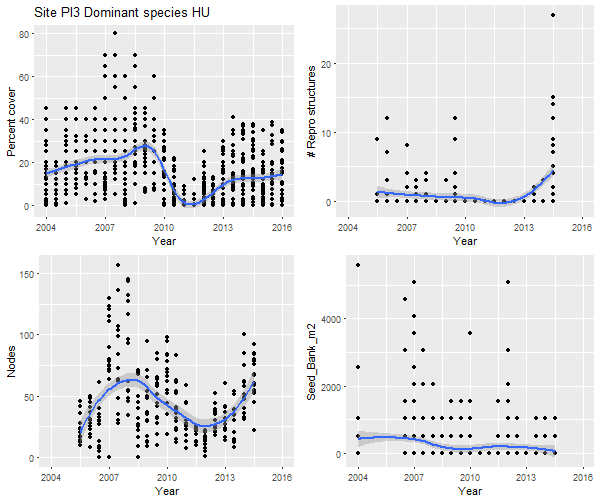 Site PI3 Dominant species HU
Percent cover
80
60
40
20
0
2004 2007 2010 2013 2016
Year
# Repro structures
20
10
0
2004 2007 2010 2013 2016
Year
Nodes
150
100
50
0
2004 2007 2010 2013 2016
Year
Seed_Bank_m2
4000
2000
0
2004 2007 2010 2013 2016
Year